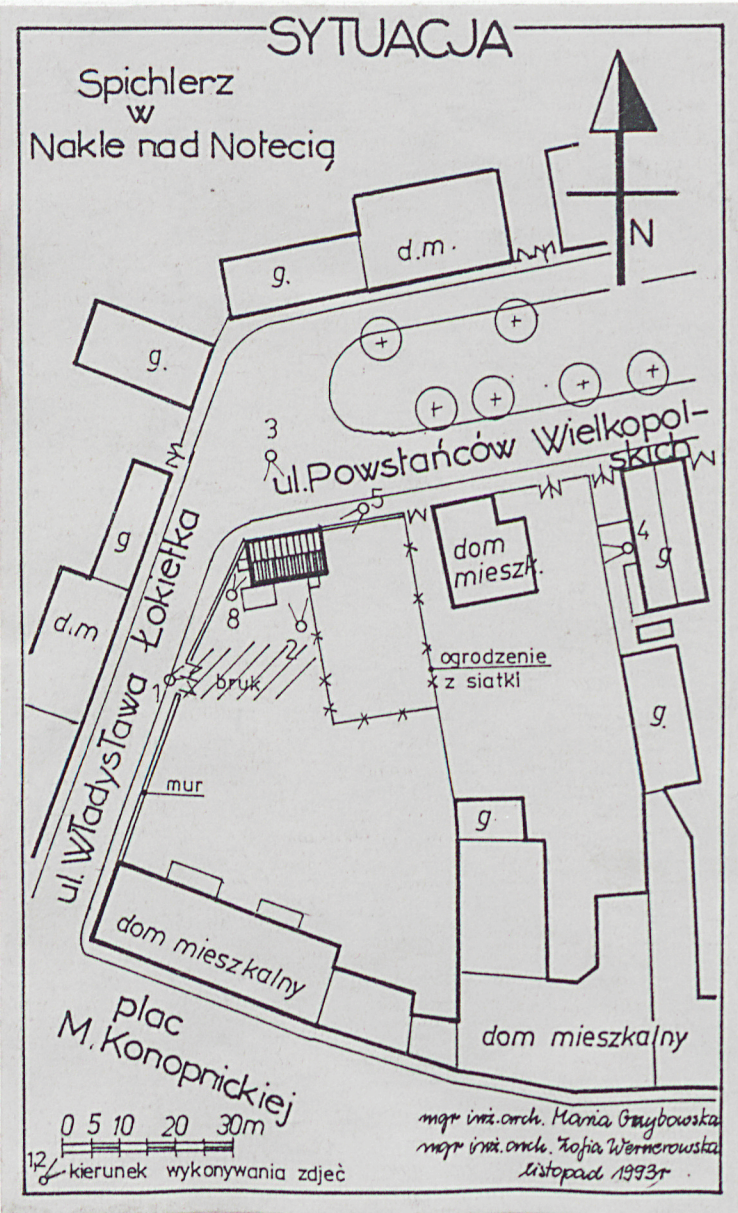 SYTUACJA
Spichlerz
w
Nakle nad Notecią
N
d.m.
g.
g.
3
ul. Powstańców Wielkopol-
skich
5
4
g
g
dom
mieszk.
d.m
ul. Władysława Łokietka
8
2
1
bruk
ogrodzenie
z siatki
g.
mur
g.
dom mieszkalny
dom mieszkalny
plac
M. Konopnickiej
0 5 10 20 30m
1,2 kierunek wykonywania zdjęć
mgr inż. arch. Maria Grzybowska
mgr inż. arch. Zofia Wernerowska
listopad 1993r